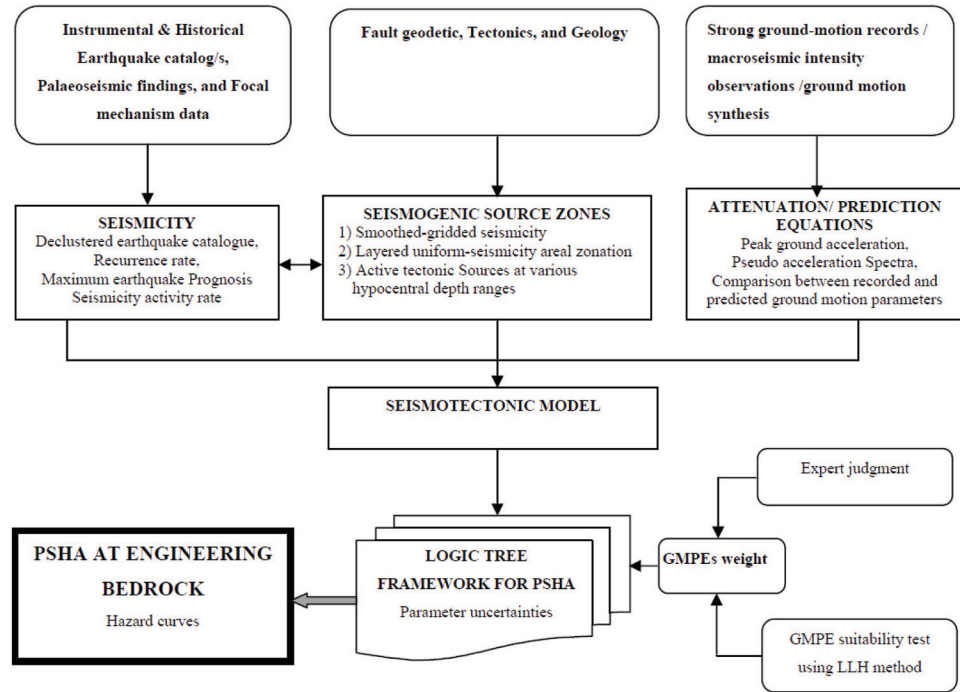 Instrumental & Historical
Earthquake catalog/s,
Palaeoseismic findings, and Focal
mechanism data
Fault geodetic, Tectonics, and Geology
Strong ground-motion records /
macroseismic intensity
observations /ground motion
synthesis
SEISMICITY
Declustered earthquake catalogue,
Recurrence rate,
Maximum earthquake Prognosis
Seismicity activity rate
SEISMOGENIC SOURCE ZONES
1) Smoothed-gridded seismicity
2) Layered uniform-seismicity areal zonation
3) Active tectonic Sources at various
hypocentral depth ranges
ATTENUATION/ PREDICTION
EQUATIONS
Peak ground acceleration,
Pseudo acceleration Spectra,
Comparison between recorded and
predicted ground motion parameters
SEISMOTECTONIC MODEL
Expert judgment
GMPEs weight
GMPE suitability test
using LLH method
LOGIC TREE
FRAMEWORK FOR PSHA
Parameter uncertainties
PSHA AT ENGINEERING
BEDROCK
Hazard curves